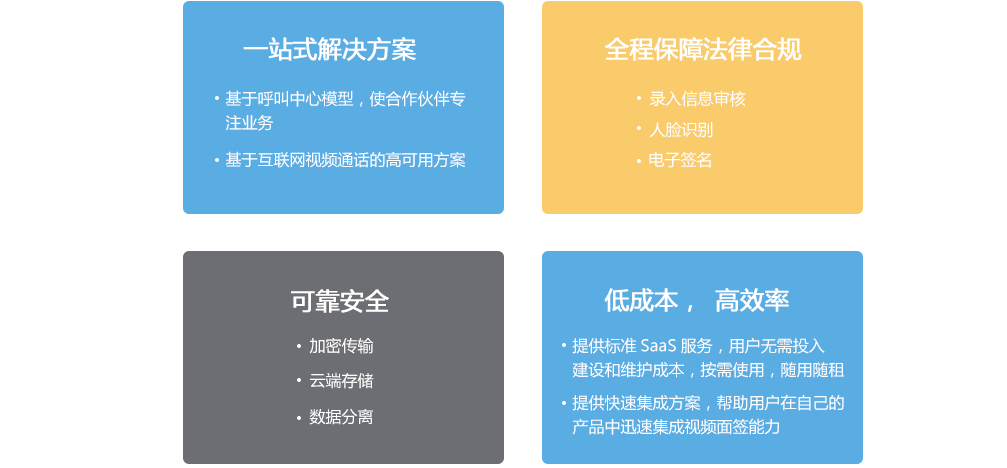 一站式解决方案
• 基于呼叫中心模型，使合作伙伴专
注业务
• 基于互联网视频通话的高可用方案
全程保障法律合规
• 录入信息审核
• 人脸识别
• 电子签名
可靠安全
• 加密传输
• 云端存储
• 数据分离
低成本， 高效率
• 提供标准 SaaS 服务，用户无需投入
建设和维护成本，按需使用，随用随租
• 提供快速集成方案，帮助用户在自己的
产品中迅速集成视频面签能力